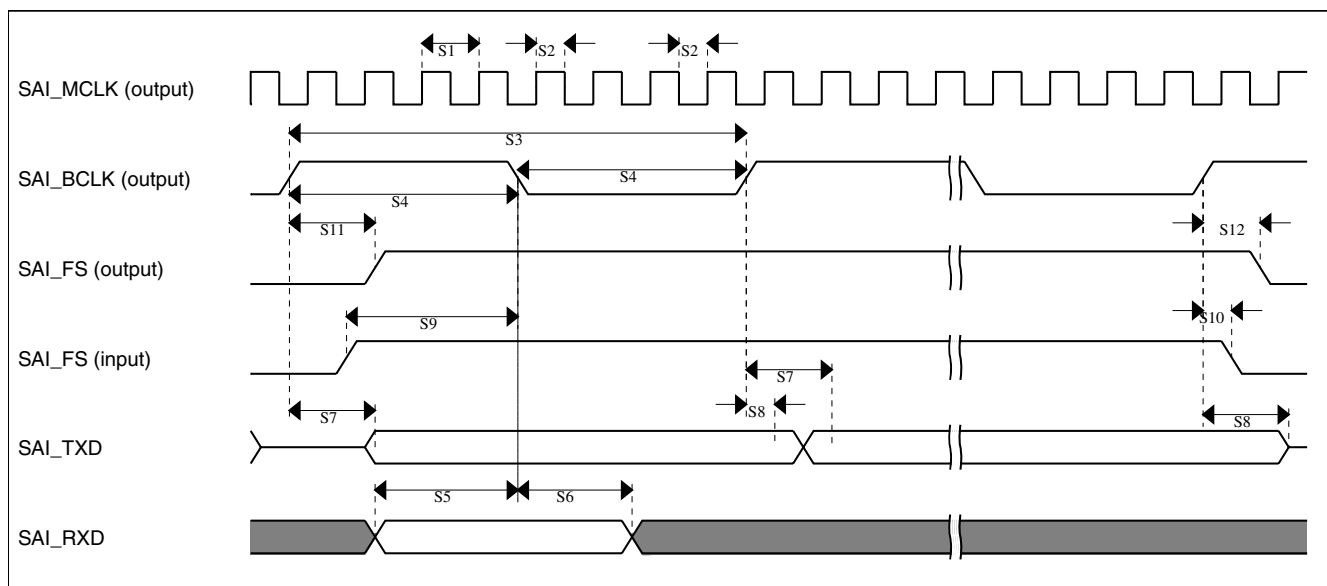 S1
S2
S2
SAI_MCLK (output)
S3
SAI_BCLK (output)
S4
S4
S11
S12
SAI_FS (output)
S9
S10
SAI_FS (input)
S7
S7
S8
S8
SAI_TXD
S5
S6
SAI_RXD